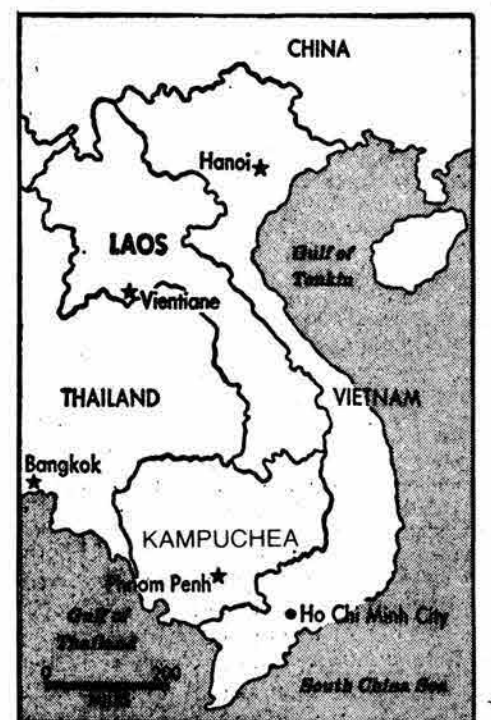 CHINA
Hanoi
LAOS
Gulf of
Tonkin
Vientiane
THAILAND
VIETNAM
Bangkok
KAMPUCHEA
Phnom Penh
Gulf of
Thailand
Ho Chi Minh City
0 200
MILES
South China Sea